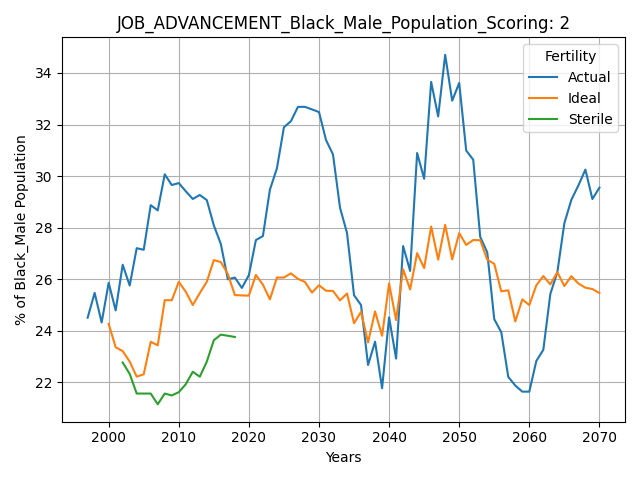 JOB_ADVANCEMENT_Black_Male_Population_Scoring: 2
Fertility
Actual
Ideal
Sterile
% of Black_Male Population
34
32
30
28
26
24
22
2000 2010 2020 2030 2040 2050 2060 2070
Years